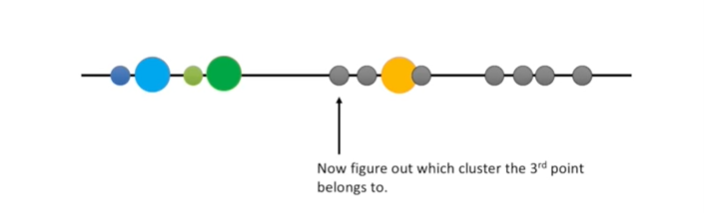 Now figure out which cluster the 3rd point
belongs to.